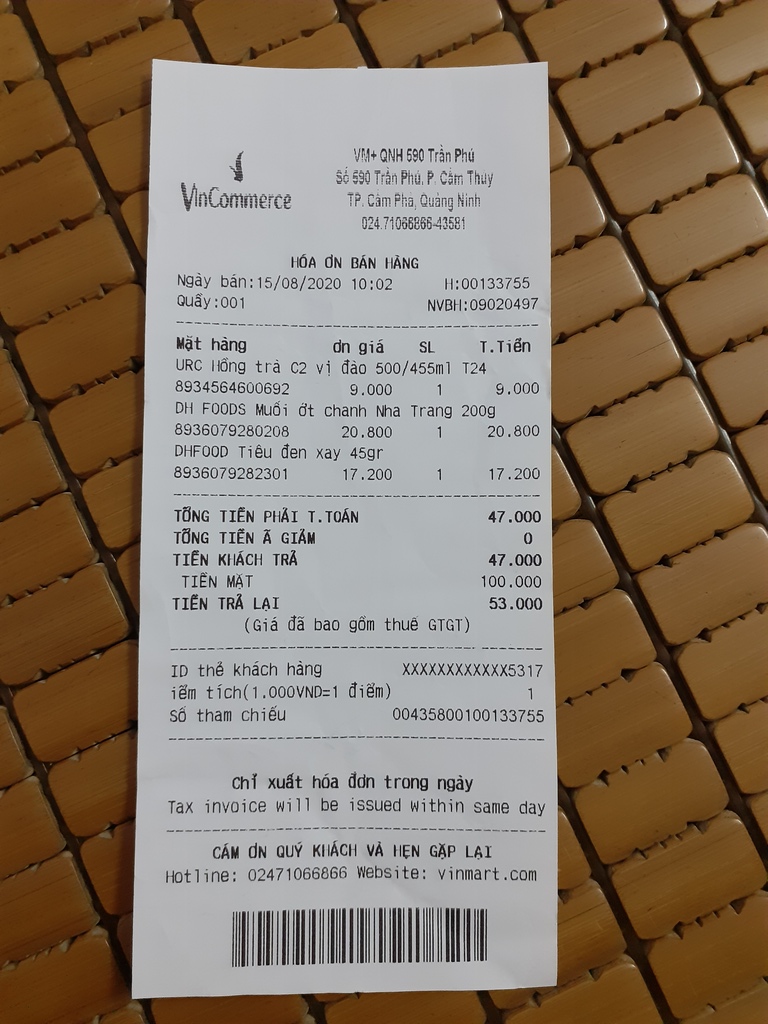 VinCommerce
VM+ QNH 590 Trần Phú
Số 590 Trần Phú, P. Cẩm Thủy
TP. Cẩm Phả, Quảng Ninh
024.71066866-43581
HÓA ƠN BÁN HÀNG
Ngày bán:15/08/2020 10:02 H:00133755
Quầy:001 NVBH:09020497
Mặt hàng ơn giá SL T.Tiền
URC Hồng trà C2 vị đào 500/455ml T24
8934564600692 9.000 1 9.000
DH FOODS Muối ớt chanh Nha Trang 200g
8936079280208 20.800 1 20.800
DHFOOD Tiêu đen xay 45gr
8936079282301 17.200 1 17.200
TỔNG TIỀN PHẢI T.TOÁN 47.000
TỔNG TIỀN Ã GIẢM 0
TIỀN KHÁCH TRẢ 47.000
TIỀN MẶT 100.000
TIỀN TRẢ LẠI 53.000
(Giá đã bao gồm thuế GTGT)
ID thẻ khách hàng XXXXXXXXXXXX5317
iểm tích(1.000VND=1 điểm) 1
Số tham chiếu 00435800100133755
Chỉ xuất hóa đơn trong ngày
Tax invoice will be issued within same day
CÁM ƠN QUÝ KHÁCH VÀ HẸN GẶP LẠI
Hotline: 02471066866 Website: vinmart.com